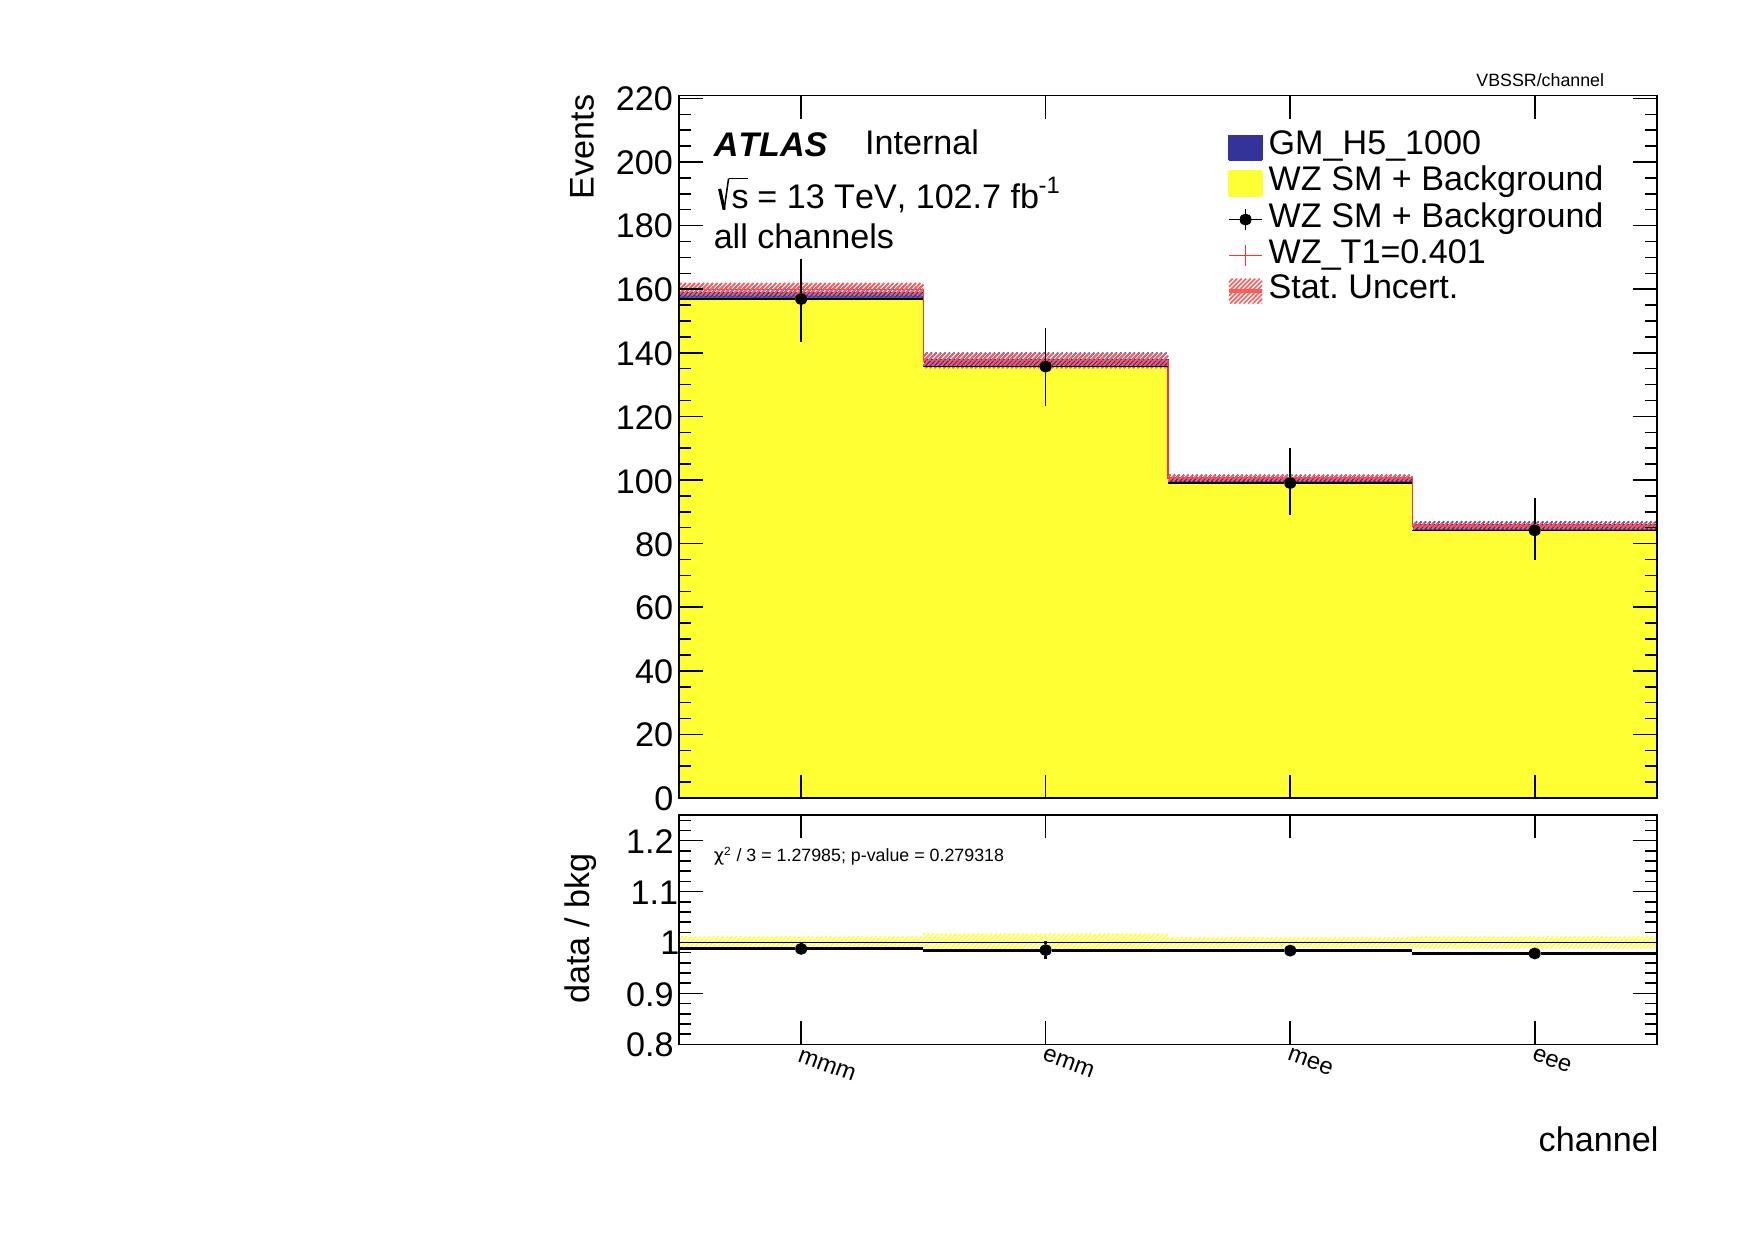 VBSSR/channel
Events
220
200
180
160
140
120
100
80
60
40
20
0
ATLAS Internal
√s = 13 TeV, 102.7 fb⁻¹
all channels
GM_H5_1000
WZ SM + Background
WZ SM + Background
WZ_T1=0.401
Stat. Uncert.
data / bkg
1.2
1.1
1
0.9
0.8
χ² / 3 = 1.27985; p-value = 0.279318
mmm
emm
mee
eee
channel